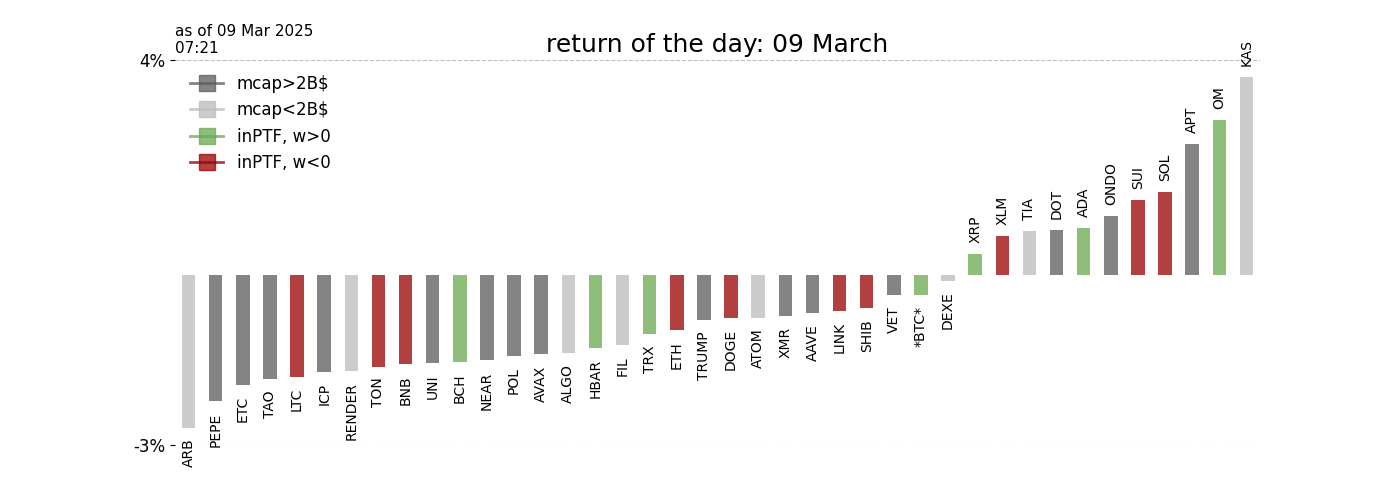 as of 09 Mar 2025
07:21
return of the day: 09 March
4%
mcap>2B$
mcap<2B$
inPTF, w>0
inPTF, w<0
-3%
ARB
PEPE
ETC
TAO
LTC
ICP
RENDER
TON
BNB
UNI
BCH
NEAR
POL
AVAX
ALGO
HBAR
FIL
TRX
ETH
TRUMP
DOGE
ATOM
XMR
AAVE
LINK
SHIB
VET
*BTC*
DEXE
XRP
XLM
TIA
DOT
ADA
ONDO
SUI
SOL
APT
OM
KAS